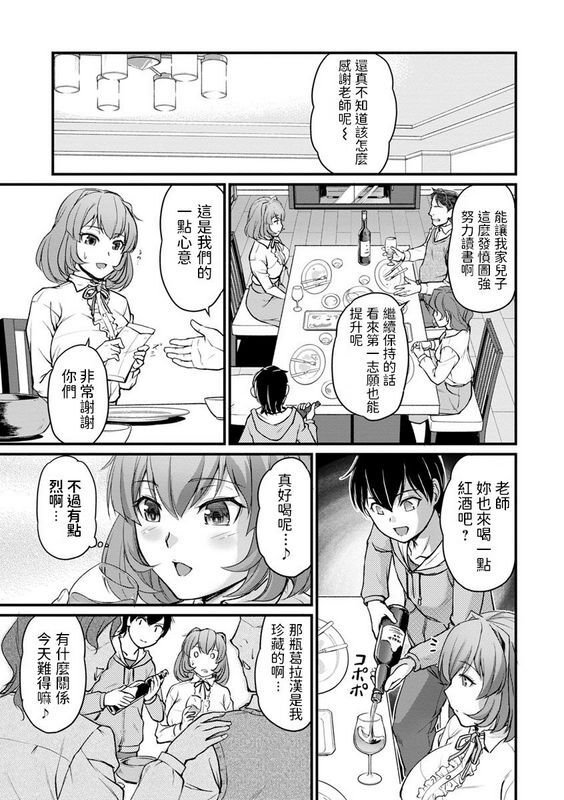 還真不知道該怎麼
感謝老師呢~
能讓我家兒子
這麼發憤圖強
努力讀書啊
繼續保持的話
看來第一志願也能
提升呢
這是我們的
一點心意
非常謝謝
你們
老師
妳也來喝一點
紅酒吧?
コポポ
真好喝呢…♪
不過有點
烈啊…
那瓶葛拉漢是我
珍藏的啊…
有什麼關係
今天難得嘛♪